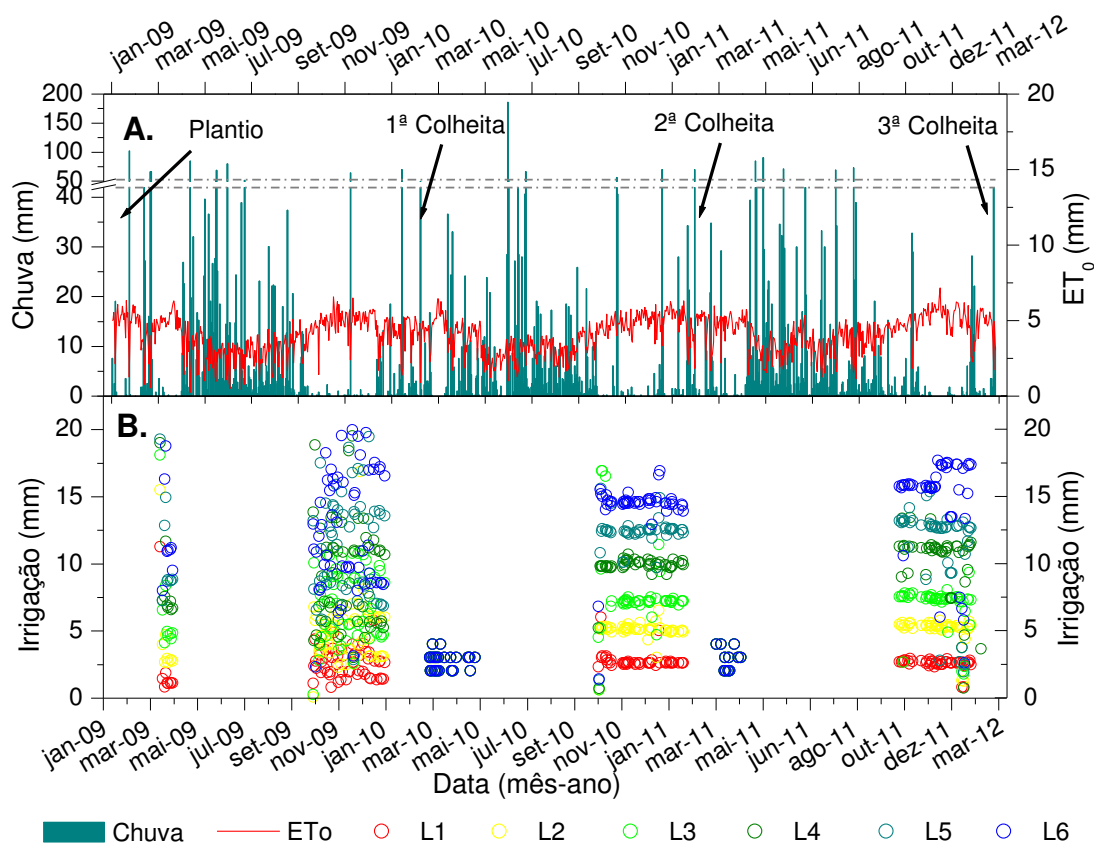 jan-09 mar-09 mai-09 jul-09 set-09 nov-09 jan-10 mar-10 mai-10 jul-10 set-10 nov-10 jan-11 mar-11 mai-11 jun-11 ago-11 out-11 dez-11 mar-12
A.
Plantio
1ª Colheita
2ª Colheita
3ª Colheita
200
150
100
50
40
30
20
10
0
Chuva (mm)
20
15
10
5
0
ET0 (mm)
B.
20
15
10
5
0
Irrigação (mm)
20
15
10
5
0
Irrigação (mm)
jan-09 mar-09 mai-09 jul-09 set-09 nov-09 jan-10 mar-10 mai-10 jul-10 set-10 nov-10 jan-11 mar-11 mai-11 jun-11 ago-11 out-11 dez-11 mar-12
Data (mês-ano)
Chuva ETo L1 L2 L3 L4 L5 L6